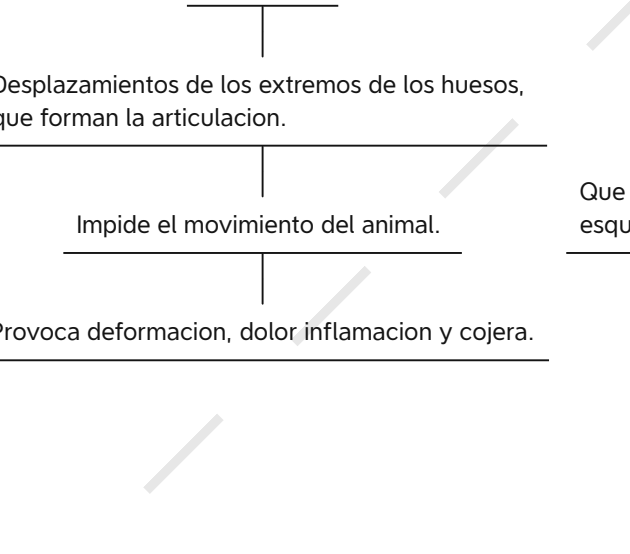 Desplazamientos de los extremos de los huesos,
que forman la articulacion.
Impide el movimiento del animal.
Provoca deformacion, dolor inflamacion y cojera.
Que